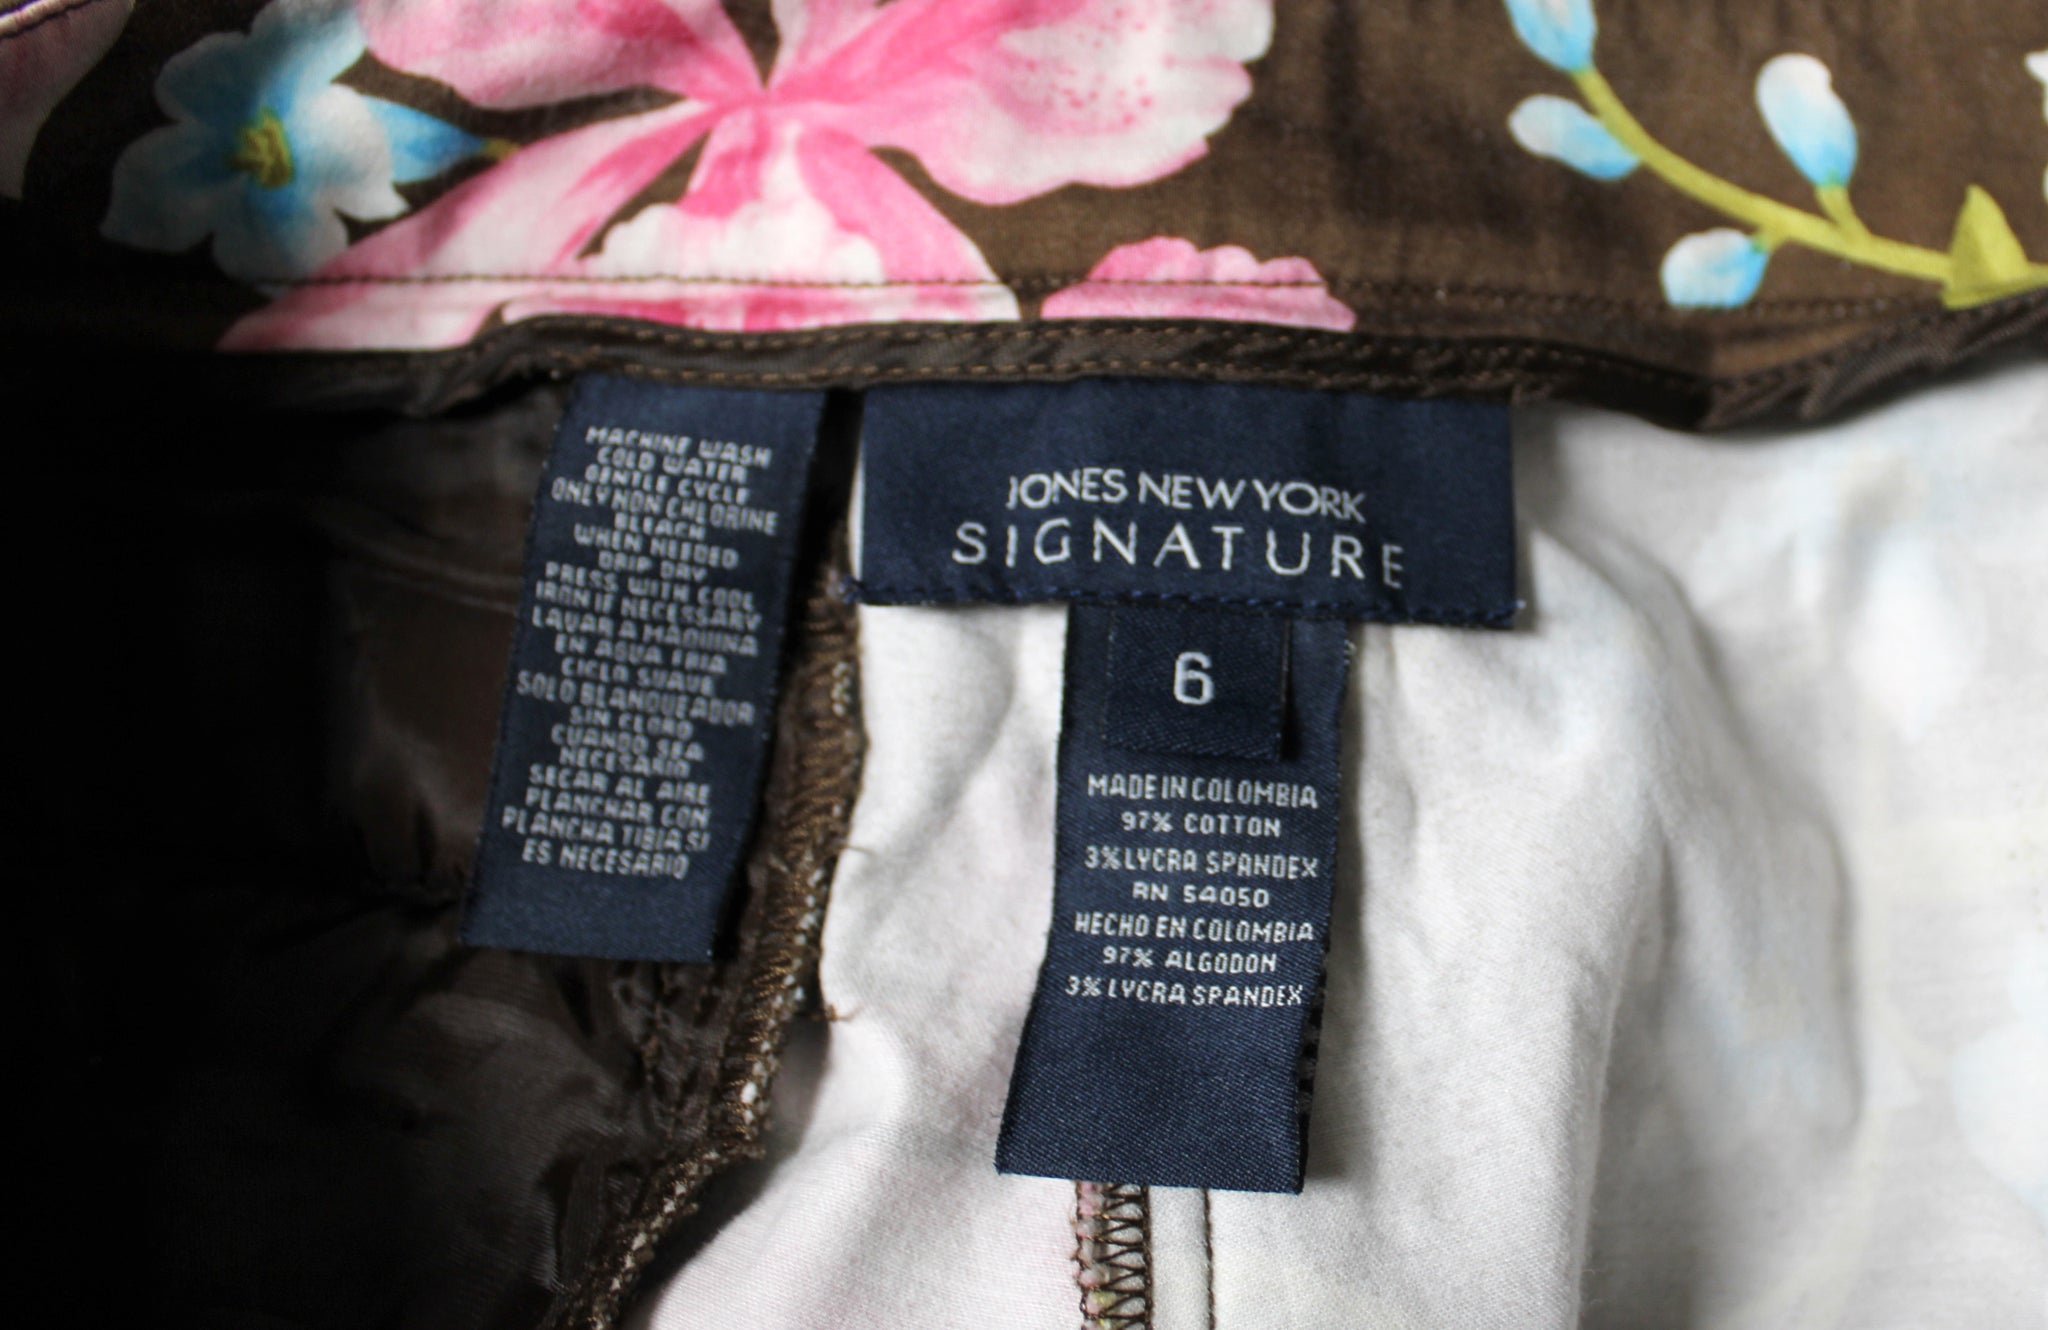 MACHINE WASH
COLD WATER
GENTLE CYCLE
ONLY NON CHLORINE
BLEACH
WHEN NEEDED
DRIP DRY
PRESS WITH COOL
IRON IF NECESSARY
LAVAR A MAQUINA
EN AGUA FRIA
CICLO SUAVE
SOLO BLANQUEADOR
SIN CLORO
CUANDO SEA
NECESARIO
SECAR AL AIRE
PLANCHAR CON
PLANCHA TIBIA SI
ES NECESARIO
JONES NEW YORK
SIGNATURE
6
MADE IN COLOMBIA
97% COTTON
3% LYCRA SPANDEX
RN 54050
HECHO EN COLOMBIA
97% ALGODON
3% LYCRA SPANDEX